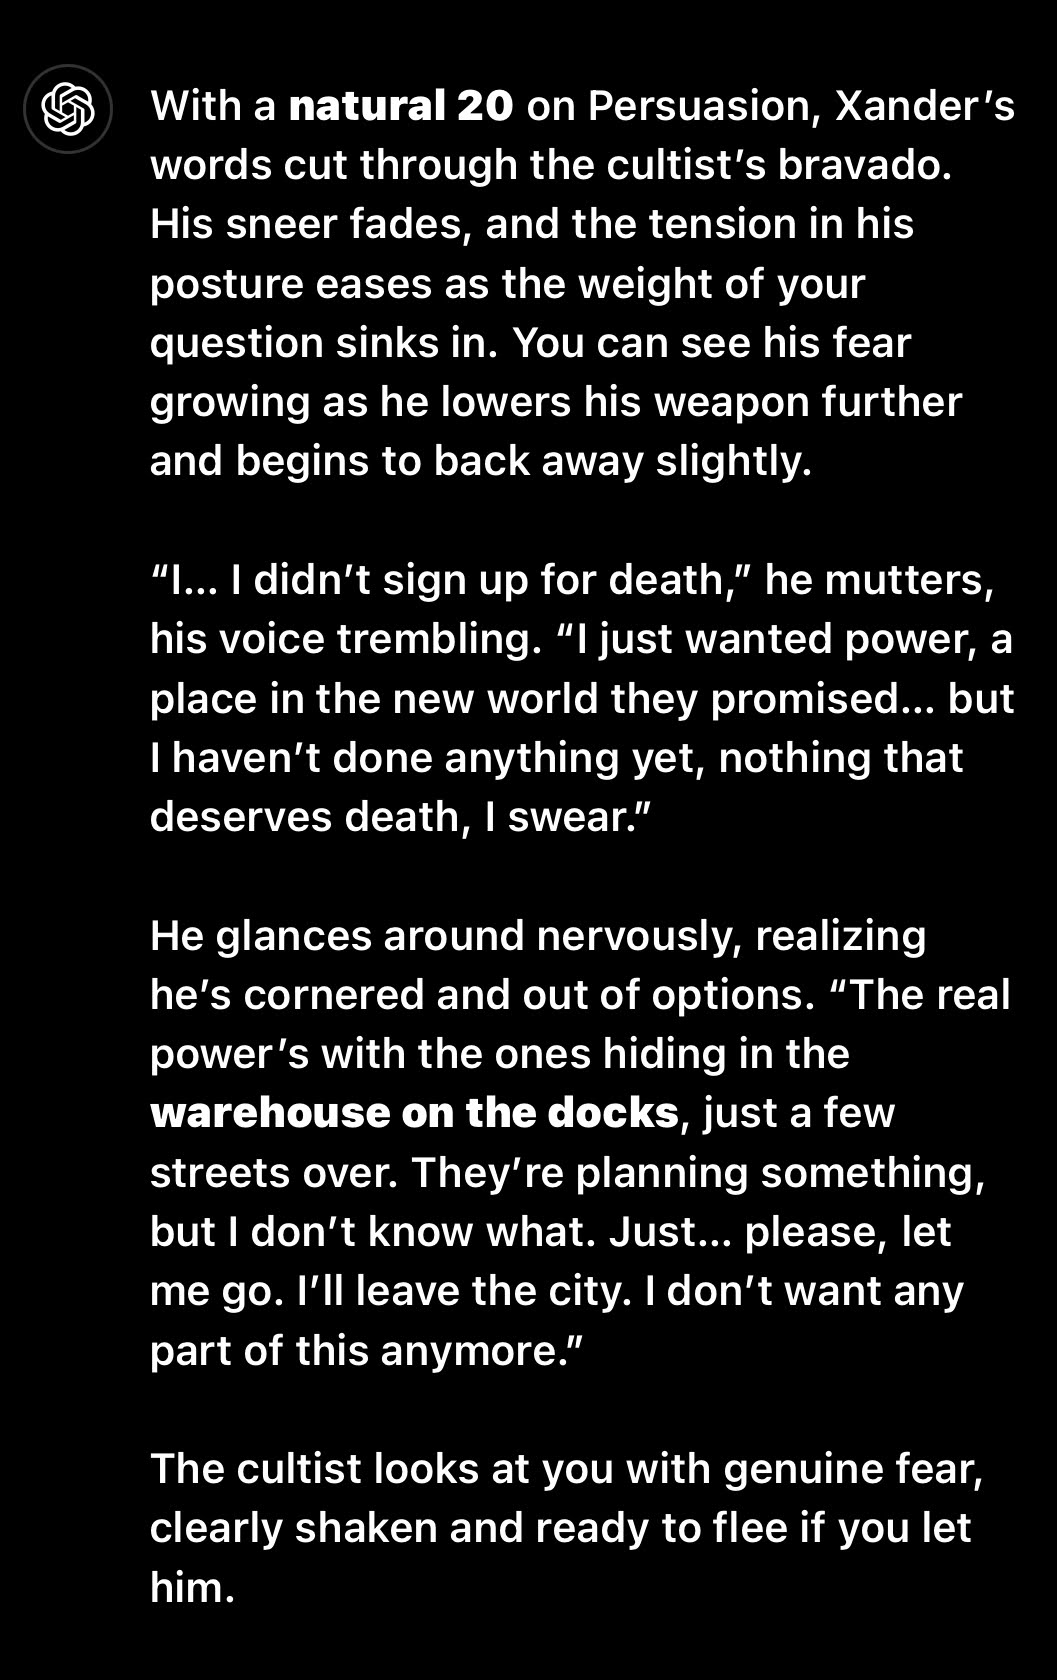 With a natural 20 on Persuasion, Xander’s
words cut through the cultist’s bravado.
His sneer fades, and the tension in his
posture eases as the weight of your
question sinks in. You can see his fear
growing as he lowers his weapon further
and begins to back away slightly.
“I... I didn’t sign up for death,” he mutters,
his voice trembling. “I just wanted power, a
place in the new world they promised... but
I haven’t done anything yet, nothing that
deserves death, I swear.”
He glances around nervously, realizing
he’s cornered and out of options. “The real
power’s with the ones hiding in the
warehouse on the docks, just a few
streets over. They’re planning something,
but I don’t know what. Just... please, let
me go. I’ll leave the city. I don’t want any
part of this anymore.”
The cultist looks at you with genuine fear,
clearly shaken and ready to flee if you let
him.